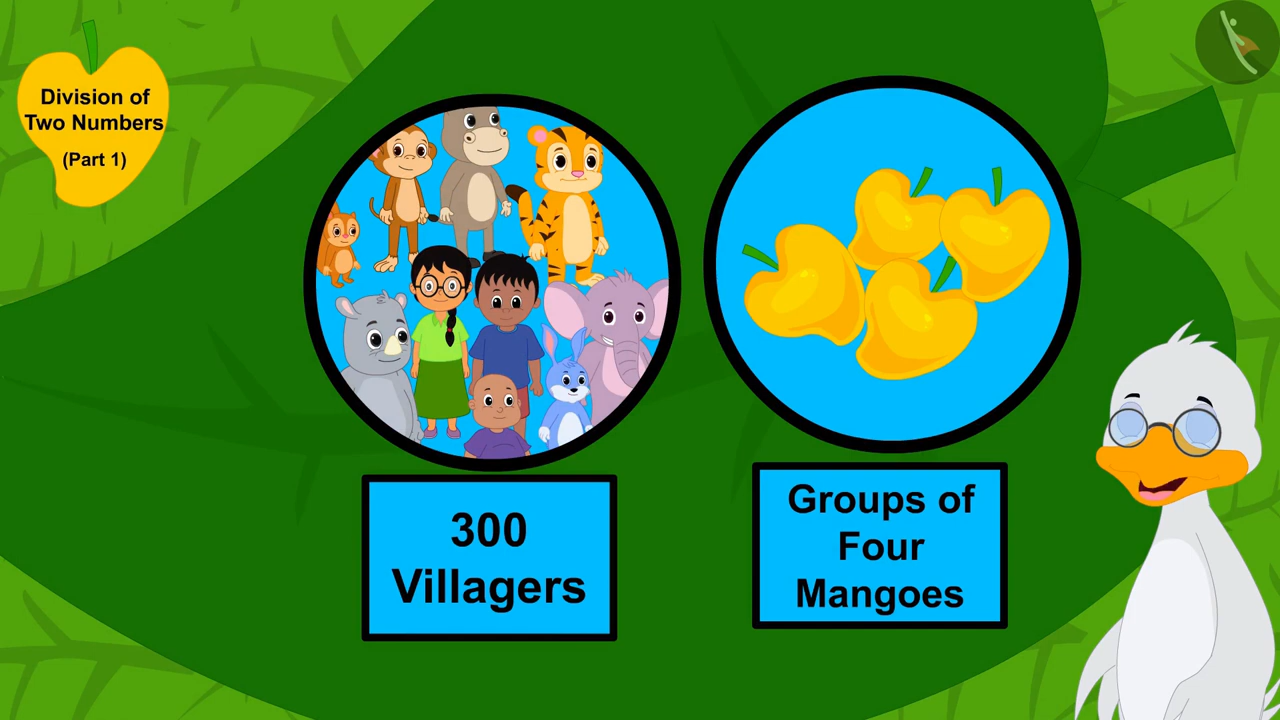 Division of
Two Numbers
(Part 1)
300
Villagers
Groups of
Four
Mangoes